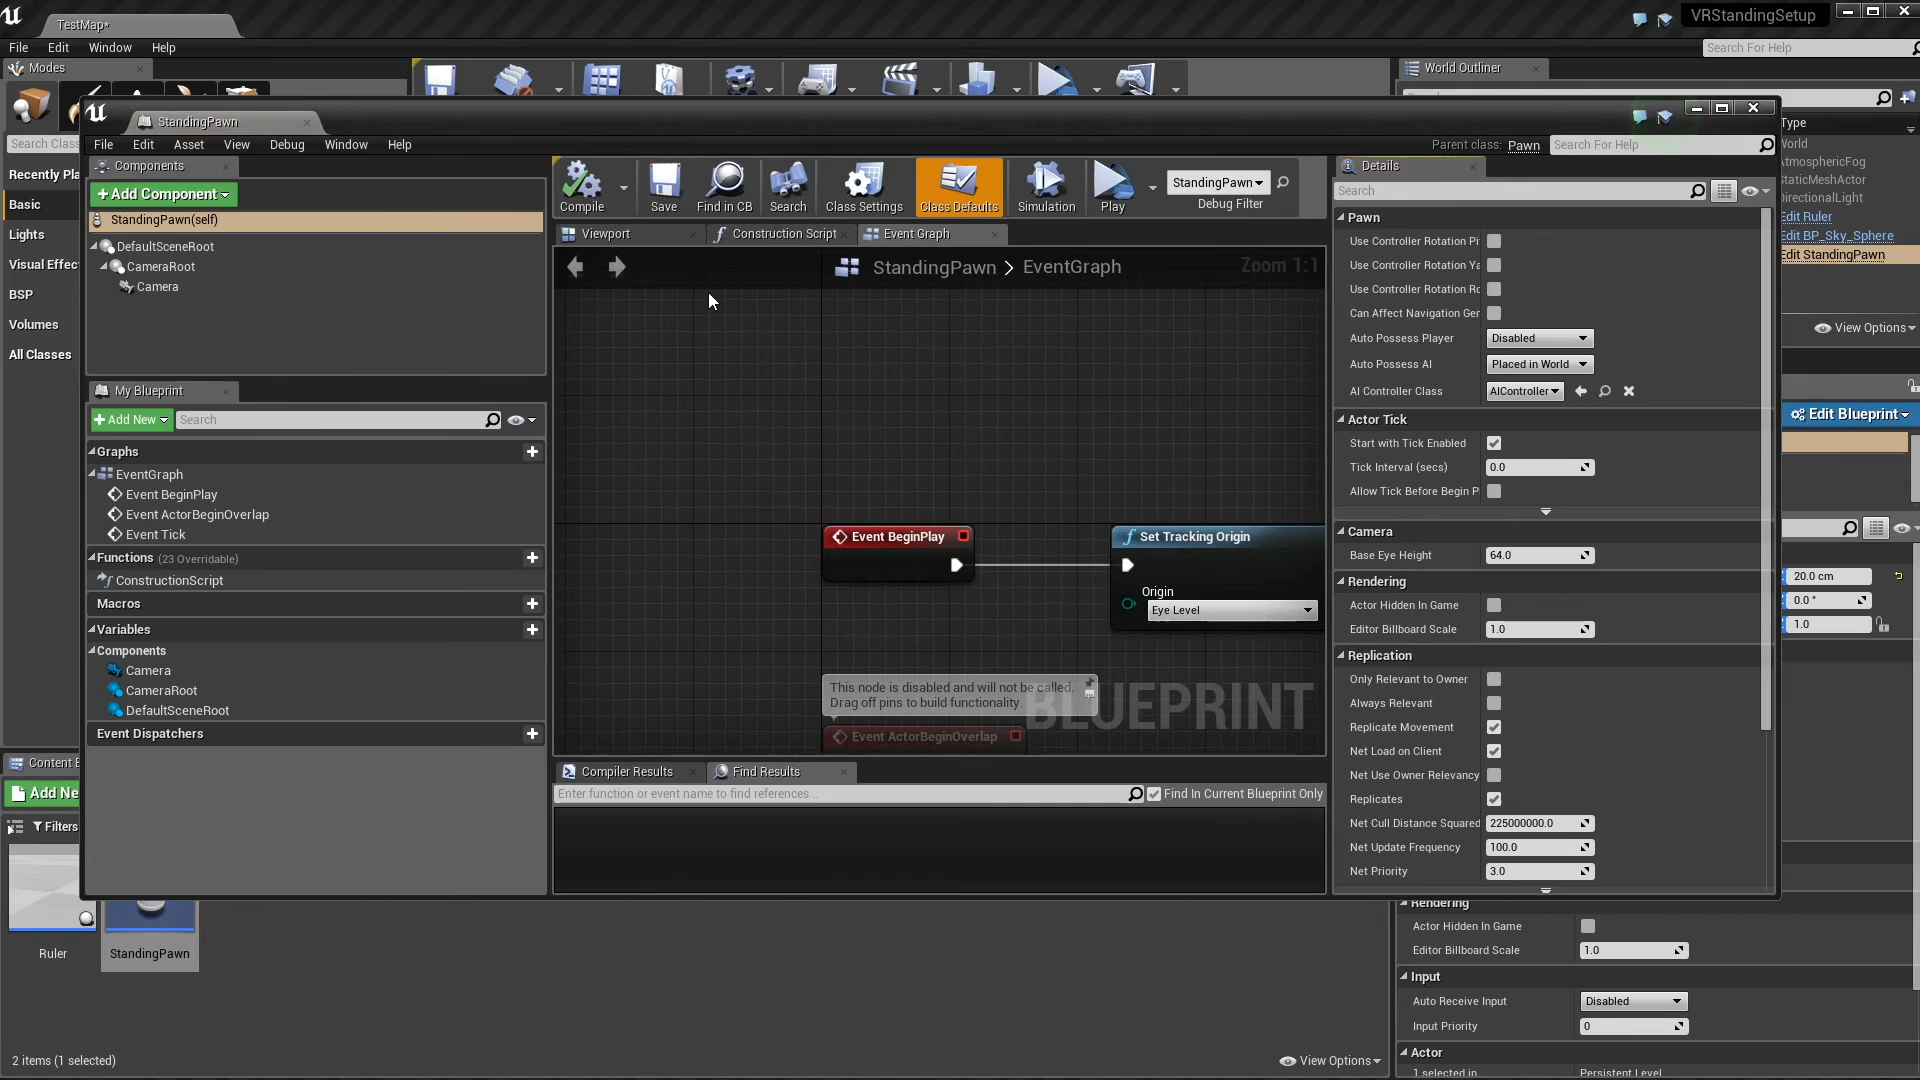 TestMap*
VRStandingSetup
File Edit Window Help
Search For Help
Modes
World Outliner
StandingPawn
Search Clas
Type
File Edit Asset View Debug Window Help
Parent class: Pawn
Search For Help
World
AtmosphericFog
StaticMeshActor
DirectionalLight
Edit Ruler
Edit BP_Sky_Sphere
Edit StandingPawn
View Options
Recently Pla
Basic
Lights
Visual Effec
BSP
Volumes
All Classes
Components
+Add Component
StandingPawn(self)
DefaultSceneRoot
CameraRoot
Camera
My Blueprint
+Add New
Search
Graphs
EventGraph
Event BeginPlay
Event ActorBeginOverlap
Event Tick
Functions (23 Overridable)
ConstructionScript
Macros
Variables
Components
Camera
CameraRoot
DefaultSceneRoot
Event Dispatchers
Compile Save Find in CB Search Class Settings Class Defaults Simulation Play
StandingPawn
Debug Filter
Viewport Construction Script Event Graph
StandingPawn > EventGraph
Zoom 1:1
Event BeginPlay
Set Tracking Origin
Origin
Eye Level
This node is disabled and will not be called.
Drag off pins to build functionality.
BLUEPRINT
Event ActorBeginOverlap
Compiler Results Find Results
Enter function or event name to find references...
Find In Current Blueprint Only
Details
Search
Pawn
Use Controller Rotation Pi
Use Controller Rotation Ya
Use Controller Rotation Ro
Can Affect Navigation Gen
Auto Possess Player Disabled
Auto Possess AI Placed in World
AI Controller Class AIController
Actor Tick
Start with Tick Enabled
Tick Interval (secs) 0.0
Allow Tick Before Begin P
Camera
Base Eye Height 64.0
Rendering
Actor Hidden In Game
Editor Billboard Scale 1.0
Replication
Only Relevant to Owner
Always Relevant
Replicate Movement
Net Load on Client
Net Use Owner Relevancy
Replicates
Net Cull Distance Squared 225000000.0
Net Update Frequency 100.0
Net Priority 3.0
Edit Blueprint
20.0 cm
0.0 °
1.0
Content B
Add Ne
Filters
Ruler
StandingPawn
2 items (1 selected)
View Options
Rendering
Actor Hidden In Game
Editor Billboard Scale 1.0
Input
Auto Receive Input Disabled
Input Priority 0
Actor
1 selected in Persistent Level